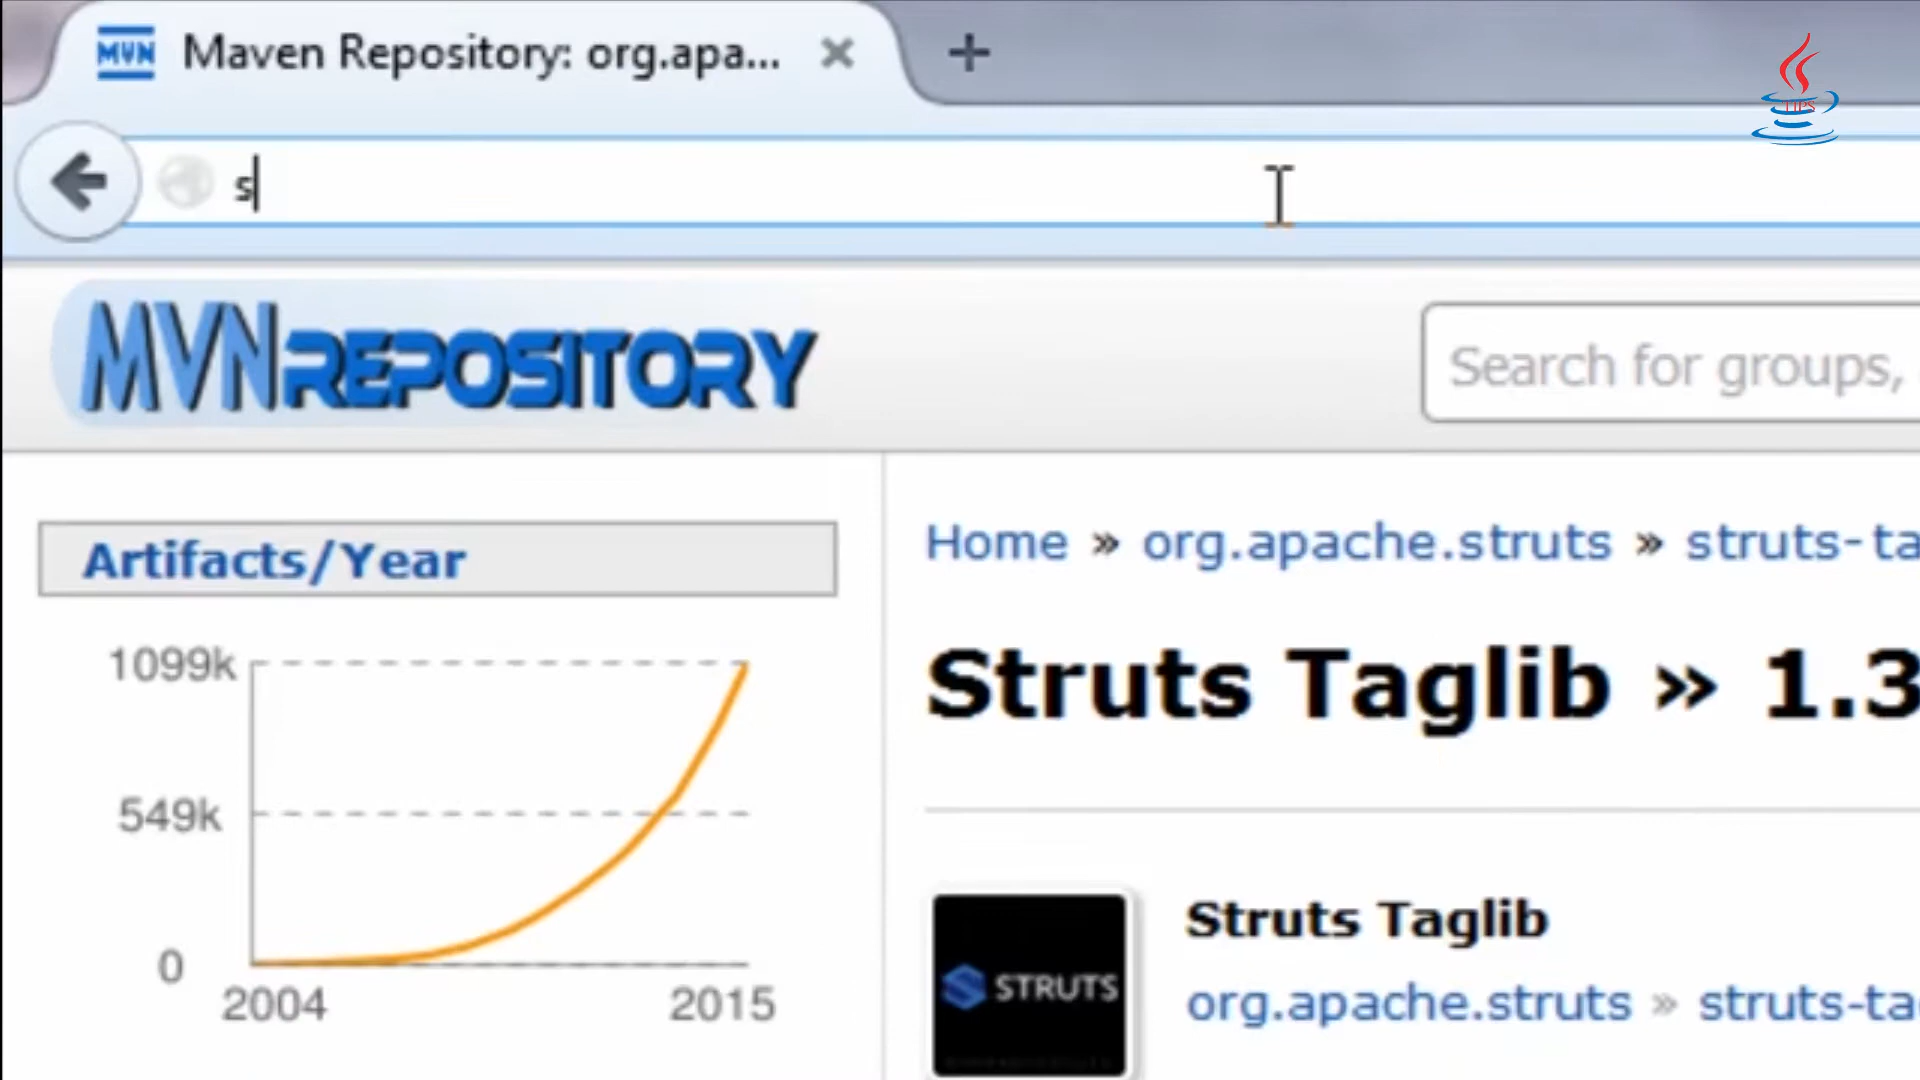 MVN Maven Repository: org.apa...
TIPS
s
MVNREPOSITORY
Search for groups,
Artifacts/Year
1099k
549k
0
2004 2015
Home » org.apache.struts » struts-ta
Struts Taglib » 1.3
STRUTS
Struts Taglib
org.apache.struts » struts-ta